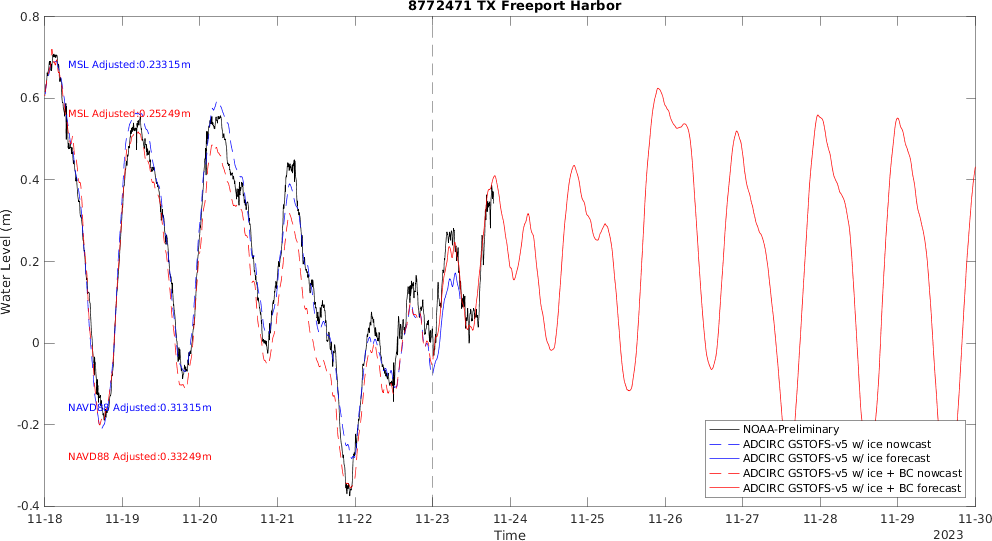 8772471 TX Freeport Harbor
0.8
0.6
0.4
0.2
0
-0.2
-0.4
Water Level (m)
MSL Adjusted:0.23315m
MSL Adjusted:0.25249m
NAVD88 Adjusted:0.31315m
NAVD88 Adjusted:0.33249m
NOAA-Preliminary
ADCIRC GSTOFS-v5 w/ ice nowcast
ADCIRC GSTOFS-v5 w/ ice forecast
ADCIRC GSTOFS-v5 w/ ice + BC nowcast
ADCIRC GSTOFS-v5 w/ ice + BC forecast
11-18 11-19 11-20 11-21 11-22 11-23 11-24 11-25 11-26 11-27 11-28 11-29 11-30
Time
2023